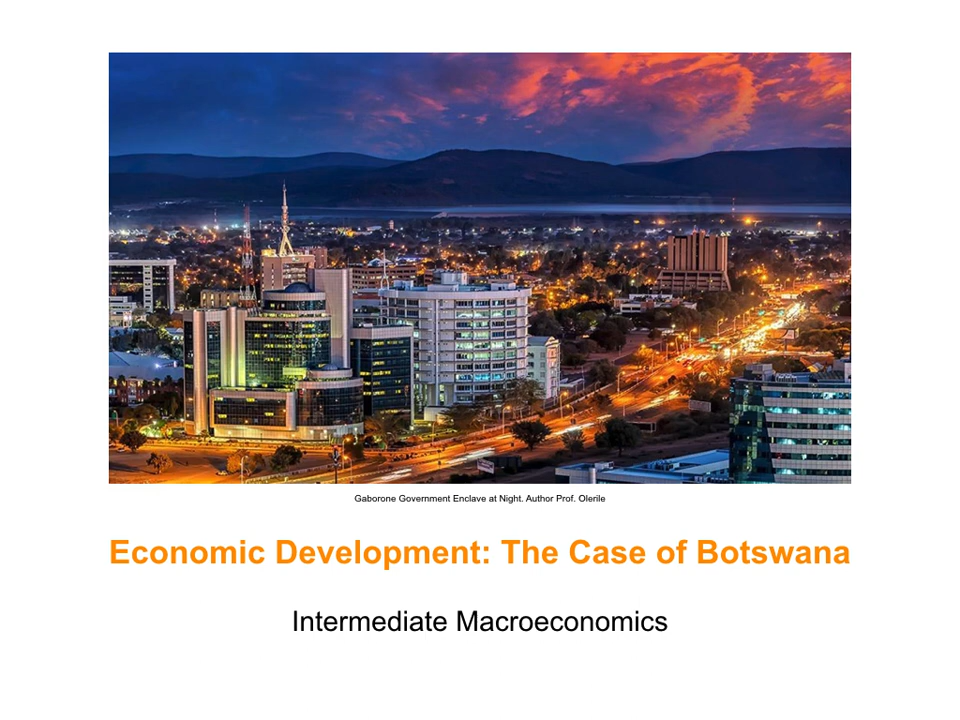 Gaborone Government Enclave at Night. Author Prof. Olerile
Economic Development: The Case of Botswana
Intermediate Macroeconomics